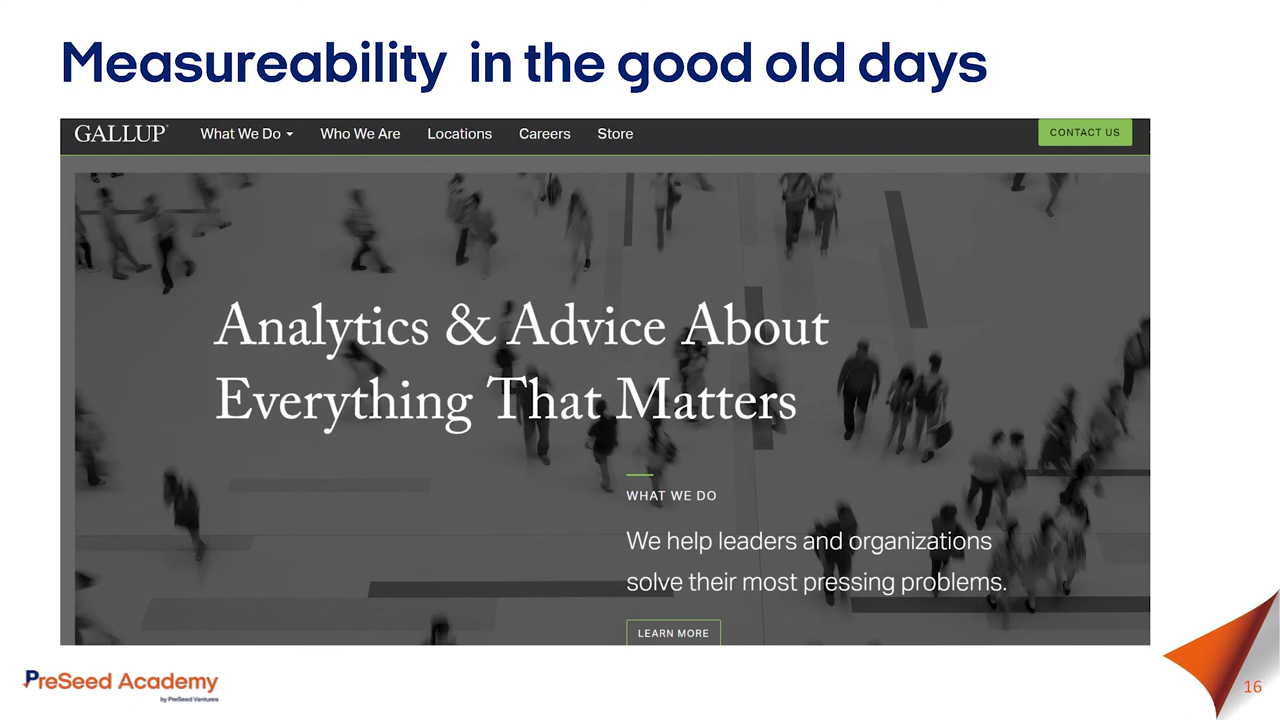 Measureability in the good old days
GALLUP What We Do Who We Are Locations Careers Store CONTACT US
Analytics & Advice About
Everything That Matters
WHAT WE DO
We help leaders and organizations
solve their most pressing problems.
LEARN MORE
PreSeed Academy
by PreSeed Ventures
16